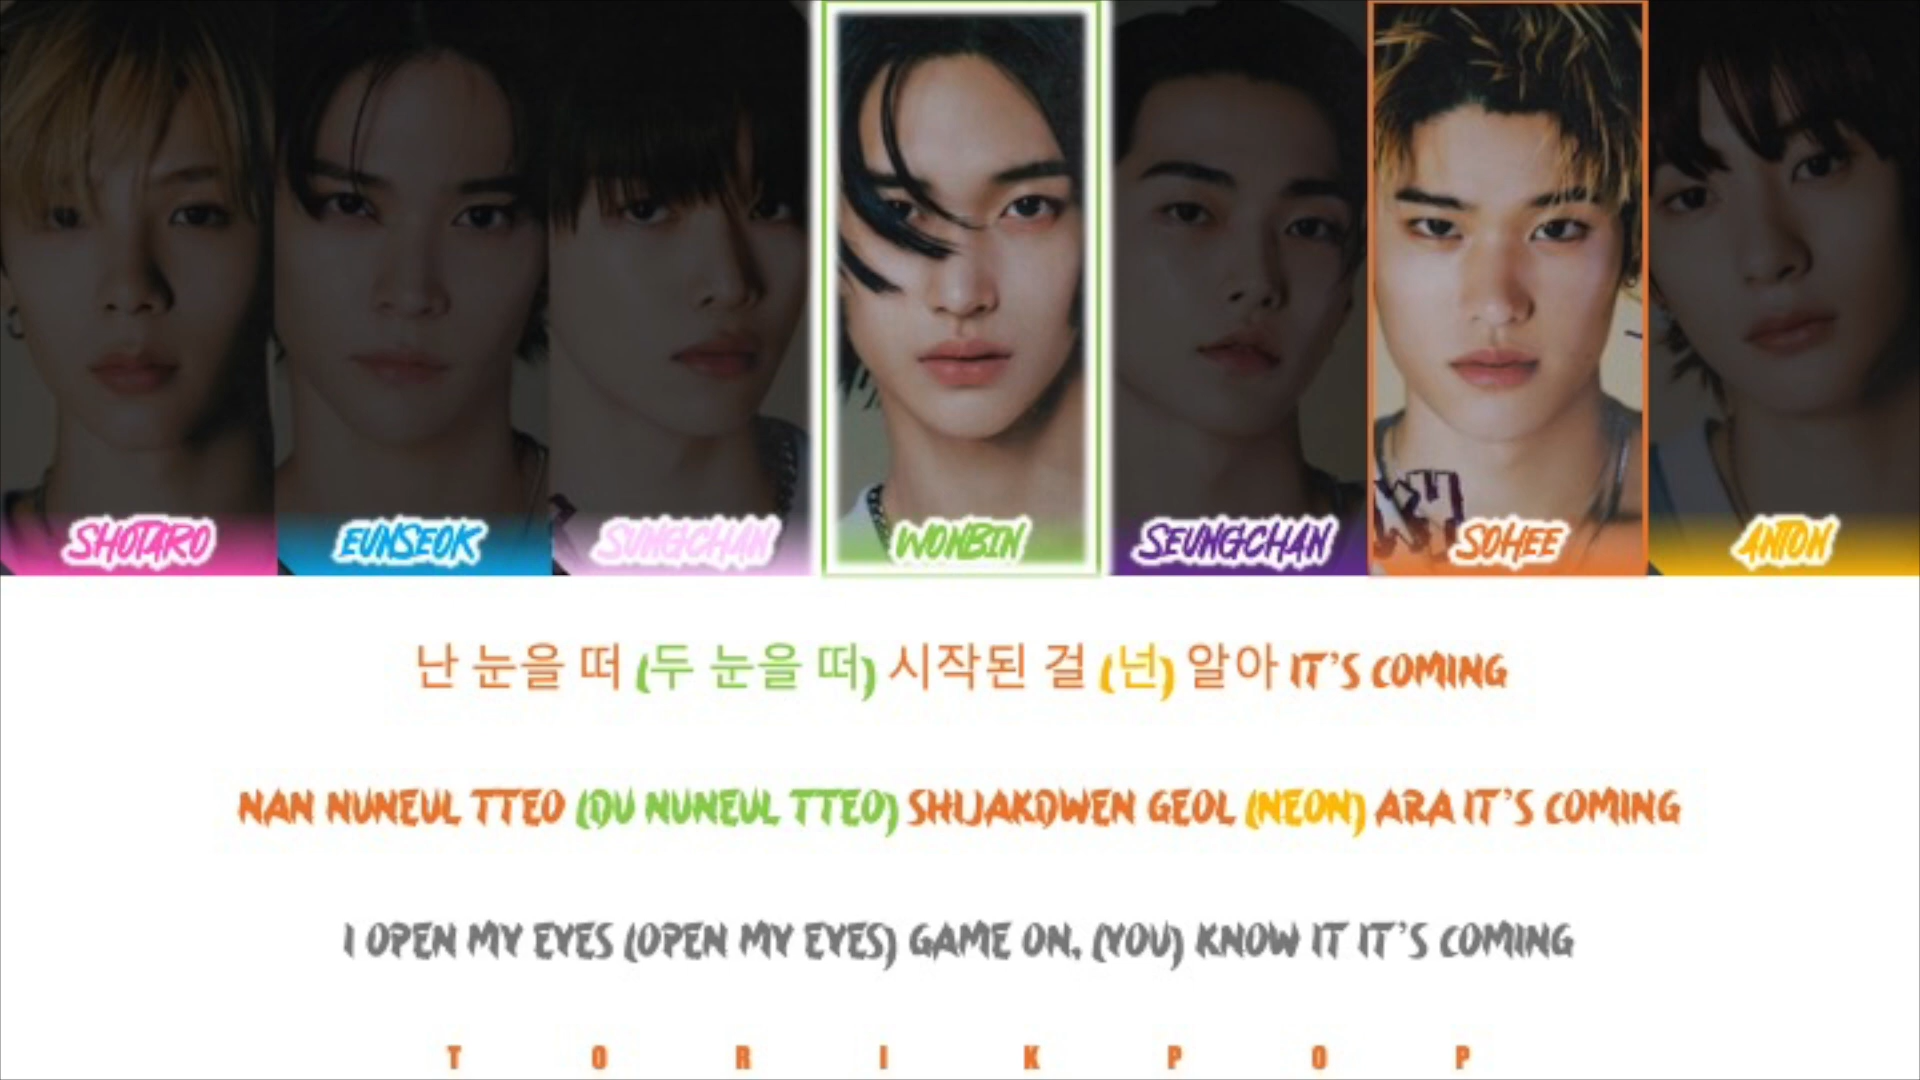 SHOTARO EUNSEOK SUNGCHAN WONBIN SEUNGCHAN SOHEE ANTON
난 눈을 떠 (두 눈을 떠) 시작된 걸 (넌) 알아 IT'S COMING
NAN NUNEUL TTEO (DU NUNEUL TTEO) SHIJAKDWEN GEOL (NEON) ARA IT'S COMING
I OPEN MY EYES (OPEN MY EYES) GAME ON, (YOU) KNOW IT IT'S COMING
T O R I K P O P